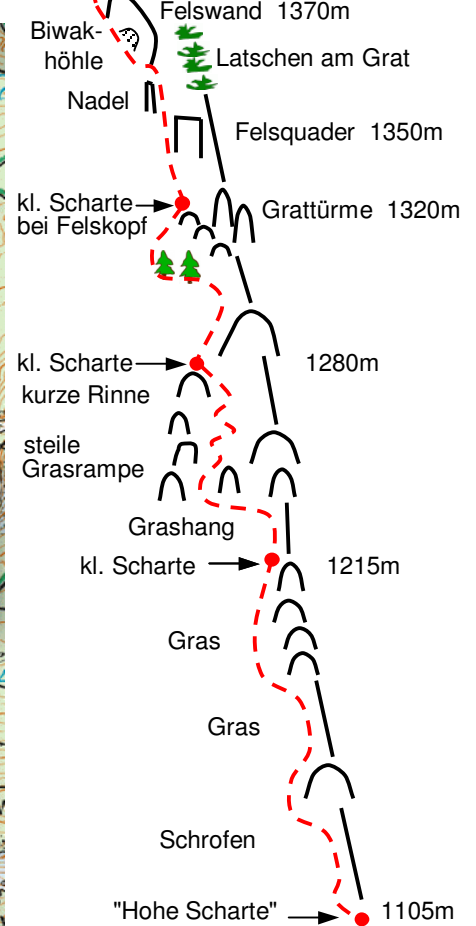 Felswand 1370m
Biwak-
höhle
Latschen am Grat
Nadel
Felsquader 1350m
kl. Scharte
bei Felskopf
Grattürme 1320m
kl. Scharte
1280m
kurze Rinne
steile
Grasrampe
Grashang
kl. Scharte
1215m
Gras
Gras
Schrofen
"Hohe Scharte"
1105m